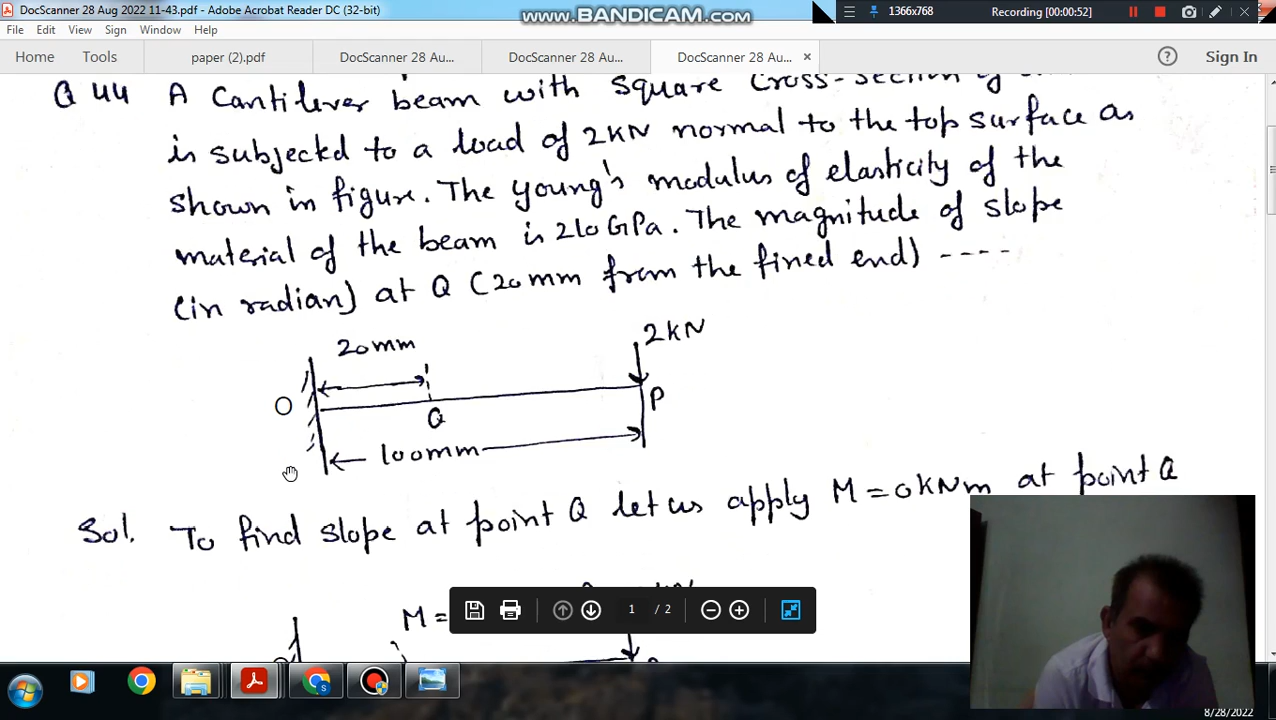 DocScanner 28 Aug 2022 11-43.pdf - Adobe Acrobat Reader DC (32-bit)
www.BANDICAM.com
1366x768
Recording [00:00:52]
File Edit View Sign Window Help
Home Tools paper (2).pdf DocScanner 28 Au... DocScanner 28 Au... DocScanner 28 Au... × Sign In
Q 44 A Cantilever beam with square cross-section of
is subjected to a load of 2kN normal to the top surface as
shown in figure. The young's modulus of elasticity of the
material of the beam is 210 GPa. The magnitude of slope
(in radian) at Q (20mm from the fined end) ----
20mm
2kN
O
Q
P
100mm
Sol. To find slope at point Q let us apply M = 0kNm at point Q
M =
1 / 2
8/28/2022